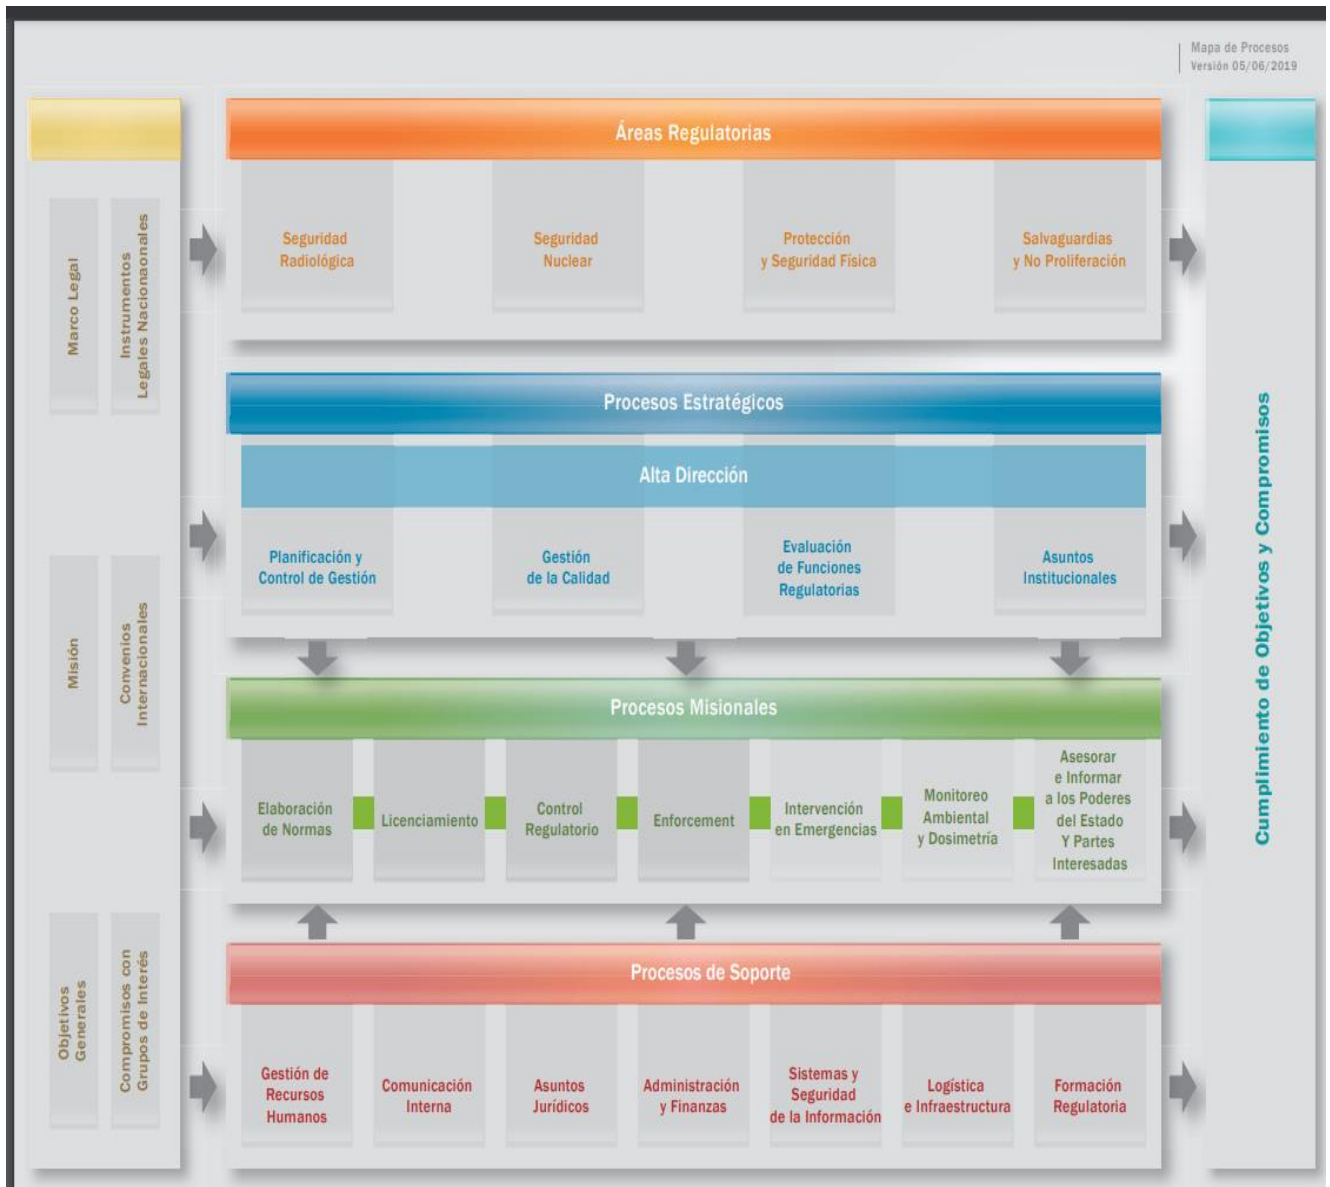 Mapa de Procesos
Versión 05/06/2019
Marco Legal
Instrumentos
Legales Nacionaonales
Misión
Convenios
Internacionales
Objetivos
Generales
Compromisos con
Grupos de Interés
Áreas Regulatorias
Seguridad
Radiológica
Seguridad
Nuclear
Protección
y Seguridad Física
Salvaguardias
y No Proliferación
Procesos Estratégicos
Alta Dirección
Planificación y
Control de Gestión
Gestión
de la Calidad
Evaluación
de Funciones
Regulatorias
Asuntos
Institucionales
Procesos Misionales
Elaboración
de Normas
Licenciamiento
Control
Regulatorio
Enforcement
Intervención
en Emergencias
Monitoreo
Ambiental
y Dosimetría
Asesorar
e Informar
a los Poderes
del Estado
Y Partes
Interesadas
Procesos de Soporte
Gestión de
Recursos
Humanos
Comunicación
Interna
Asuntos
Jurídicos
Administración
y Finanzas
Sistemas y
Seguridad
de la Información
Logística
e Infraestructura
Formación
Regulatoria
Cumplimiento de Objetivos y Compromisos